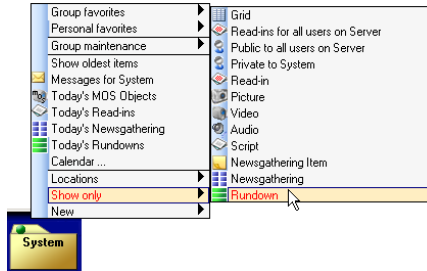 Group favorites
Personal favorites
Group maintenance
Show oldest items
Messages for System
Today's MOS Objects
Today's Read-ins
Today's Newsgathering
Today's Rundowns
Calendar ...
Locations
Show only
New
Grid
Read-ins for all users on Server
Public to all users on Server
Private to System
Read-in
Picture
Video
Audio
Script
Newsgathering Item
Newsgathering
Rundown
System